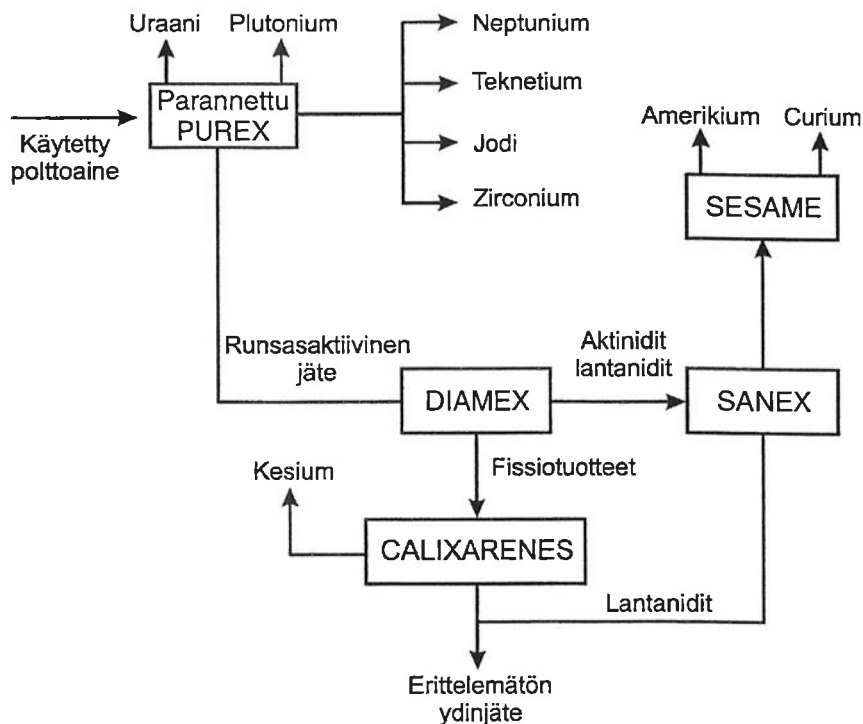 Uraani
Plutonium
Neptunium
Parannettu
PUREX
Teknetium
Käytetty
polttoaine
Jodi
Zirconium
Amerikium
Curium
SESAME
Runsasaktiivinen
jäte
DIAMEX
Aktinidit
lantanidit
SANEX
Fissiotuotteet
Kesium
CALIXARENES
Lantanidit
Erittelemätön
ydinjäte